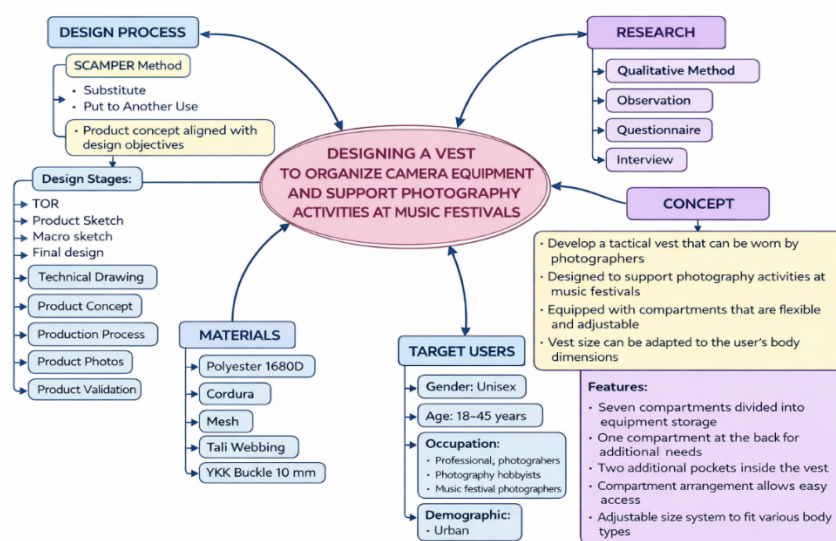 DESIGN PROCESS
SCAMPER Method
• Substitute
• Put to Another Use
• Product concept aligned with
design objectives
Design Stages:
TOR
Product Sketch
Macro sketch
Final design
Technical Drawing
Product Concept
Production Process
Product Photos
Product Validation
DESIGNING A VEST
TO ORGANIZE CAMERA EQUIPMENT
AND SUPPORT PHOTOGRAPHY
ACTIVITIES AT MUSIC FESTIVALS
MATERIALS
Polyester 1680D
Cordura
Mesh
Tali Webbing
YKK Buckle 10 mm
TARGET USERS
Gender: Unisex
Age: 18–45 years
Occupation:
• Professional, photograhers
• Photography hobbyists
• Music festival photographers
Demographic:
• Urban
RESEARCH
Qualitative Method
Observation
Questionnaire
Interview
CONCEPT
• Develop a tactical vest that can be worn by
photographers
• Designed to support photography activities at
music festivals
• Equipped with compartments that are flexible
and adjustable
• Vest size can be adapted to the user's body
dimensions
Features:
• Seven compartments divided into
equipment storage
• One compartment at the back for
additional needs
• Two additional pockets inside the vest
• Compartment arrangement allows easy
access
• Adjustable size system to fit various body
types